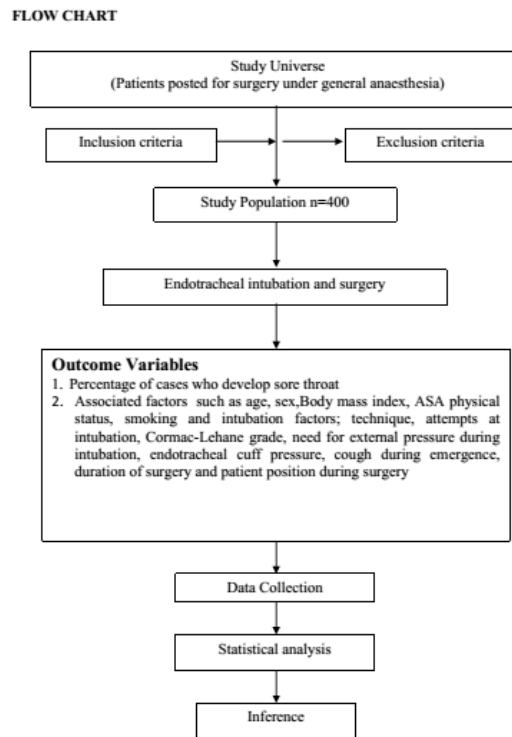 FLOW CHART
Study Universe
(Patients posted for surgery under general anaesthesia)
Inclusion criteria
Exclusion criteria
Study Population n=400
Endotracheal intubation and surgery
Outcome Variables
1. Percentage of cases who develop sore throat
2. Associated factors such as age, sex,Body mass index, ASA physical
status, smoking and intubation factors; technique, attempts at
intubation, Cormac-Lehane grade, need for external pressure during
intubation, endotracheal cuff pressure, cough during emergence,
duration of surgery and patient position during surgery
Data Collection
Statistical analysis
Inference